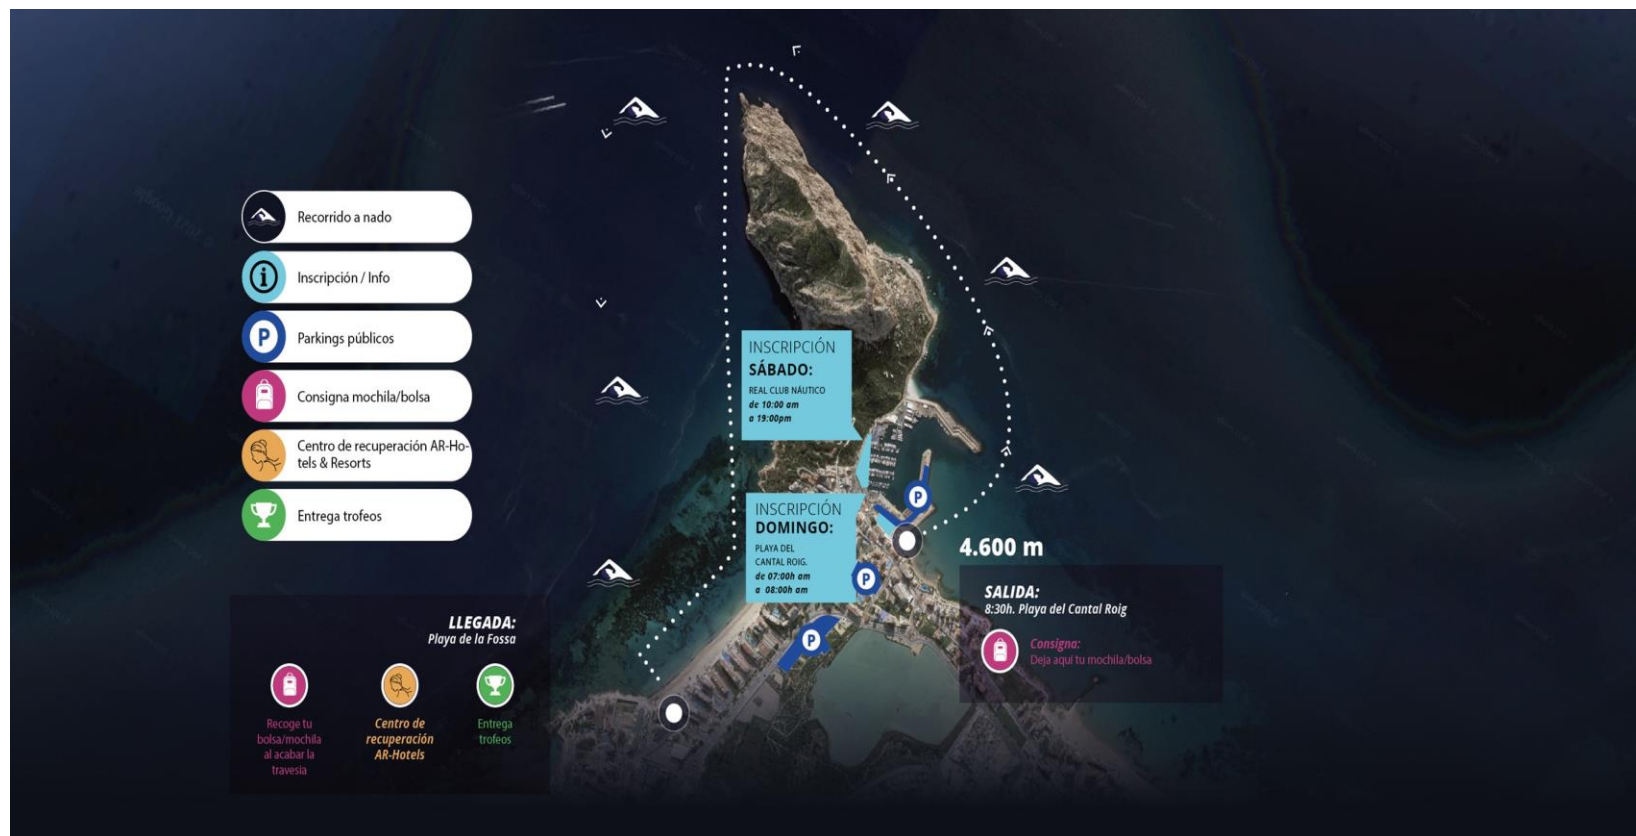 Recorrido a nado
Inscripción / Info
P
Parkings públicos
Consigna mochila/bolsa
Centro de recuperación AR-Ho-
tels & Resorts
Entrega trofeos
INSCRIPCIÓN
SÁBADO:
REAL CLUB NÁUTICO
de 10:00 am
a 19:00pm
P
INSCRIPCIÓN
DOMINGO:
PLAYA DEL
CANTAL ROIG.
de 07:00h am
a 08:00h am
P
P
4.600 m
SALIDA:
8:30h. Playa del Cantal Roig
Consigna:
Deja aquí tu mochila/bolsa
LLEGADA:
Playa de la Fossa
Recoge tu
bolsa/mochila
al acabar la
travesia
Centro de
recuperación
AR-Hotels
Entrega
trofeos